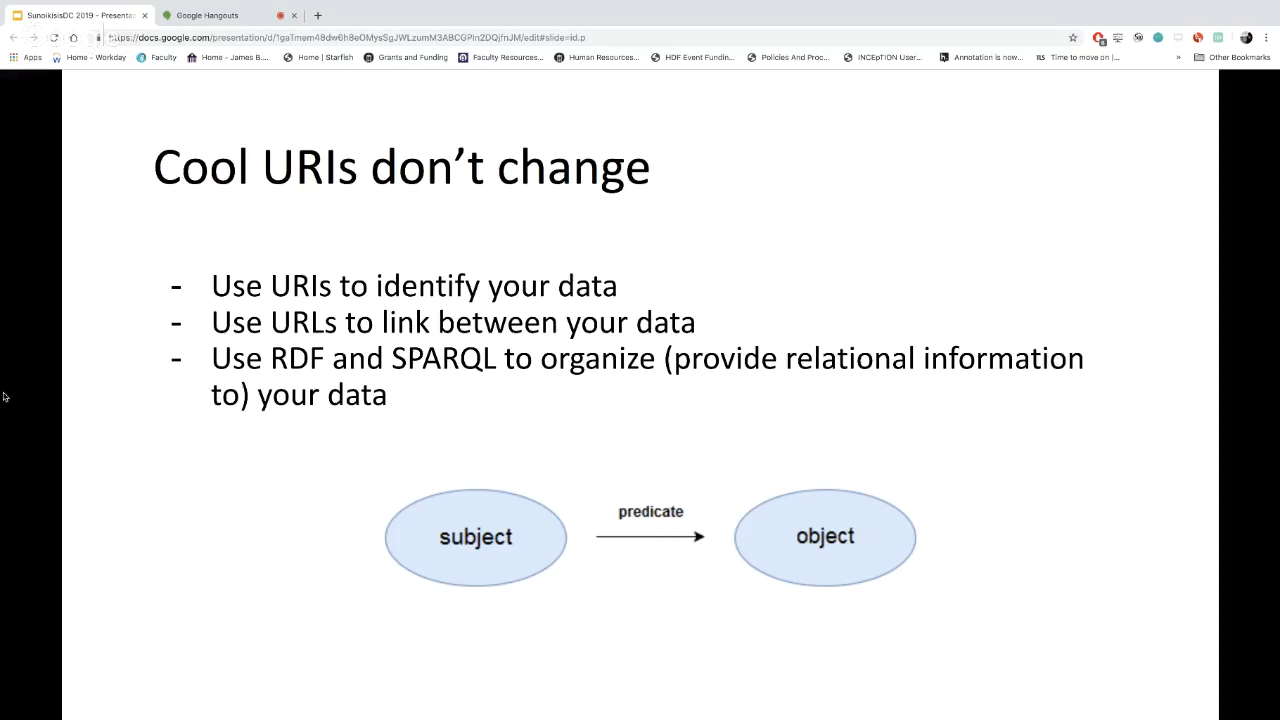 SunoikisisDC 2019 - Presenta
Google Hangouts
https://docs.google.com/presentation/d/1gaTmem48dw6h8eOMysSgJWLzumM3ABCGPln2DQjfnJM/edit#slide=id.p
Apps Home - Workday Faculty Home - James B... Home | Starfish Grants and Funding Faculty Resources... Human Resources... HDF Event Fundin... Policies And Proc... INCEpTION User... Annotation is now... TLS Time to move on |... » Other Bookmarks
Cool URIs don’t change
- Use URIs to identify your data
- Use URLs to link between your data
- Use RDF and SPARQL to organize (provide relational information
to) your data
predicate
subject
object